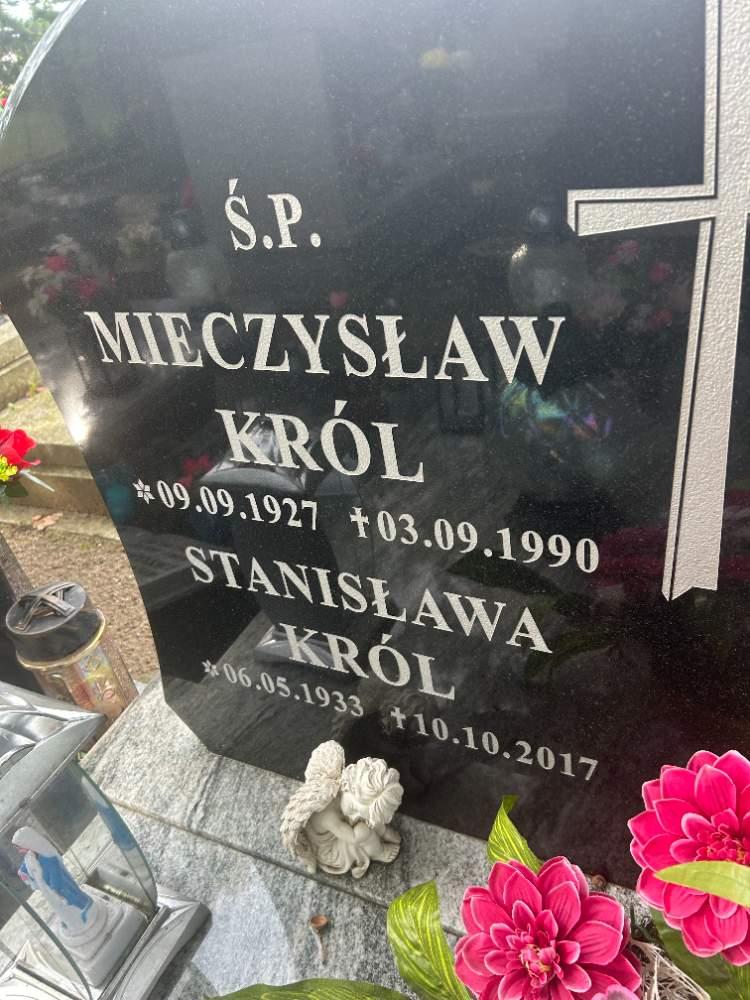 Ś.P.
MIECZYSŁAW
KRÓL
*09.09.1927 ✝03.09.1990
STANISŁAWA
KRÓL
*06.05.1933 ✝10.10.2017